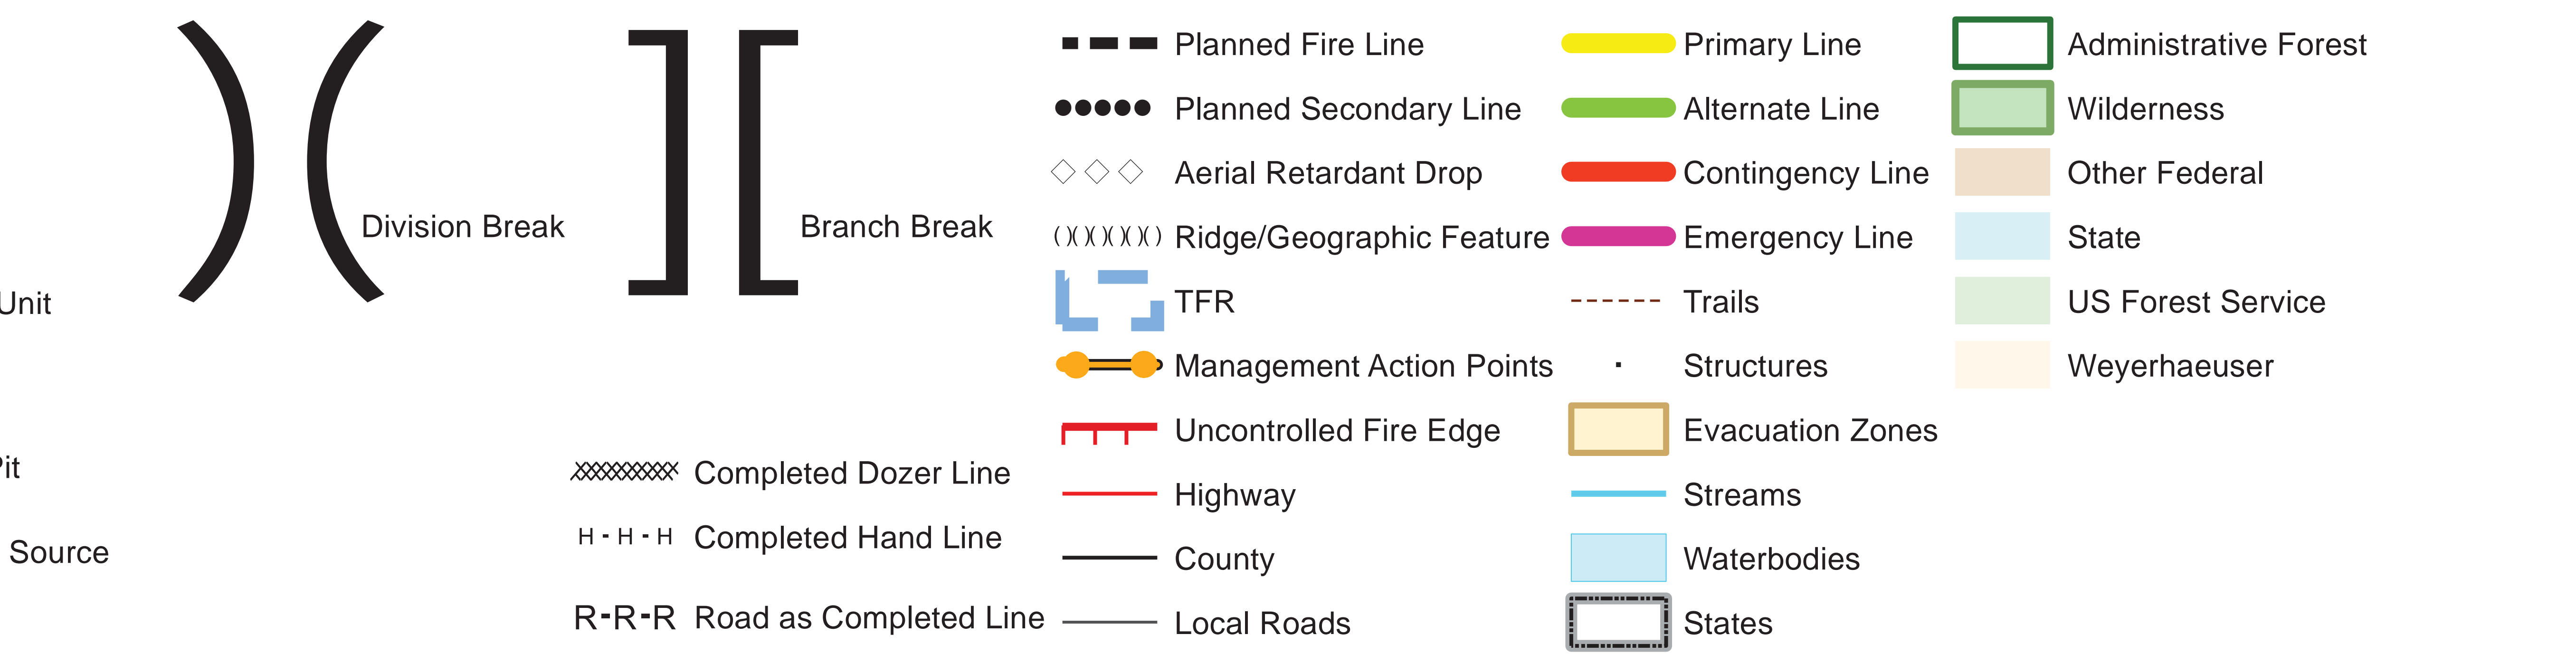 Unit
Source
Division Break
Branch Break
Completed Dozer Line
H - H - H Completed Hand Line
R-R-R Road as Completed Line
Planned Fire Line
Planned Secondary Line
Aerial Retardant Drop
Ridge/Geographic Feature
TFR
Management Action Points
Uncontrolled Fire Edge
Highway
County
Local Roads
Primary Line
Alternate Line
Contingency Line
Emergency Line
Trails
Structures
Evacuation Zones
Streams
Waterbodies
States
Administrative Forest
Wilderness
Other Federal
State
US Forest Service
Weyerhaeuser